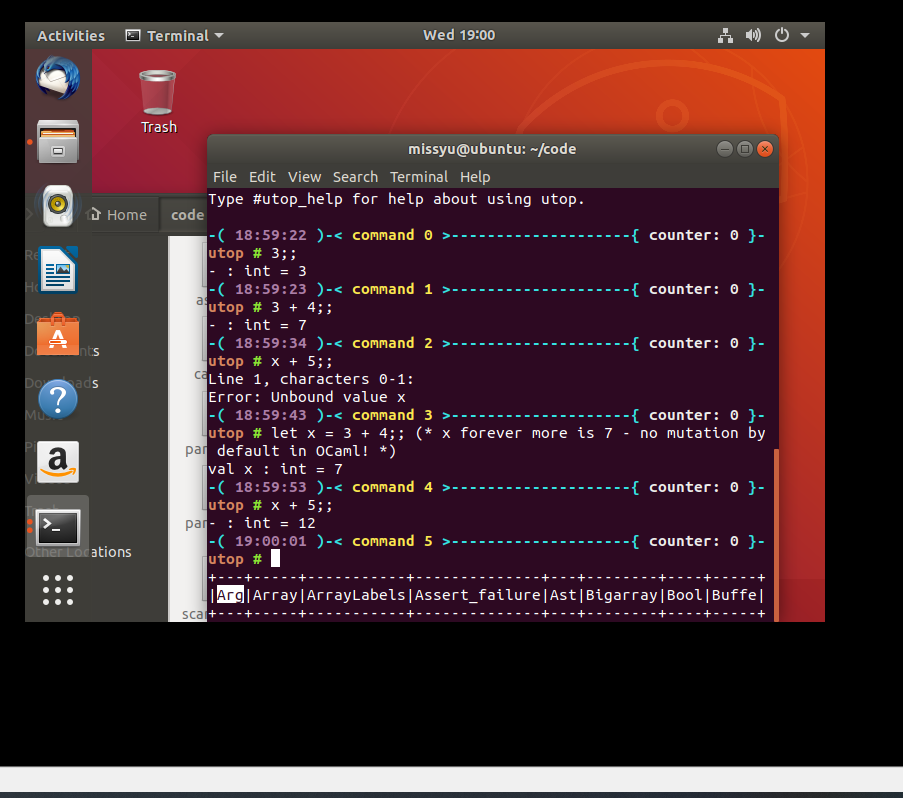 Activities Terminal Wed 19:00
Trash
missyu@ubuntu: ~/code
File Edit View Search Terminal Help
Home code
Type #utop_help for help about using utop.
-( 18:59:22 )-< command 0 >--------------------{ counter: 0 }-
utop # 3;;
- : int = 3
-( 18:59:23 )-< command 1 >--------------------{ counter: 0 }-
utop # 3 + 4;;
- : int = 7
-( 18:59:34 )-< command 2 >--------------------{ counter: 0 }-
utop # x + 5;;
Line 1, characters 0-1:
Error: Unbound value x
-( 18:59:43 )-< command 3 >--------------------{ counter: 0 }-
utop # let x = 3 + 4;; (* x forever more is 7 - no mutation by
default in OCaml! *)
val x : int = 7
-( 18:59:53 )-< command 4 >--------------------{ counter: 0 }-
utop # x + 5;;
- : int = 12
-( 19:00:01 )-< command 5 >--------------------{ counter: 0 }-
utop #
+---+-----+-----------+--------------+---+--------+----+-----+
|Arg|Array|ArrayLabels|Assert_failure|Ast|Bigarray|Bool|Buffe|
+---+-----+-----------+--------------+---+--------+----+-----+
Downloads
Other Locations
as
ca
par
par
scar